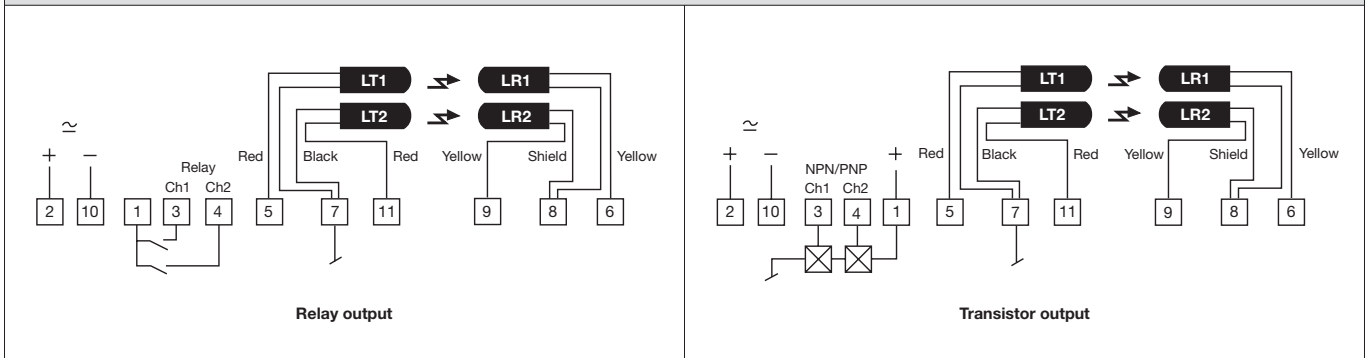 LT1 LR1
LT2 LR2
≃
+ −
Relay
Ch1 Ch2
Red Black Red Yellow Shield Yellow
2 10 1 3 4 5 7 11 9 8 6
Relay output
LT1 LR1
LT2 LR2
≃
+ − +
NPN/PNP
Ch1 Ch2
Red Black Red Yellow Shield Yellow
2 10 3 4 1 5 7 11 9 8 6
Transistor output